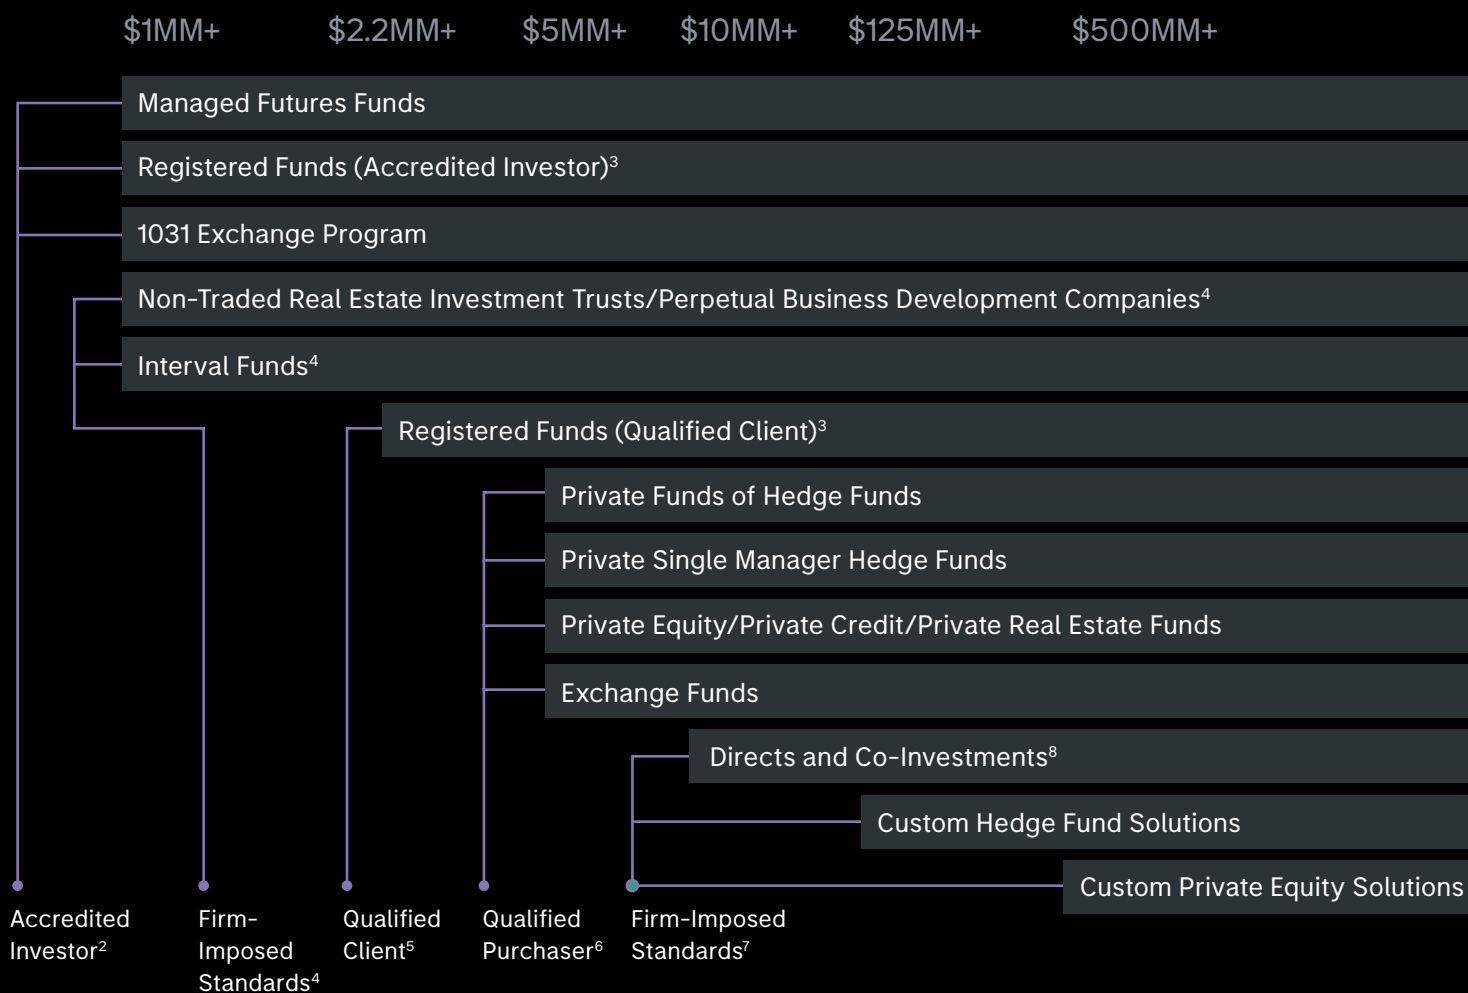 $1MM+ $2.2MM+ $5MM+ $10MM+ $125MM+ $500MM+
Managed Futures Funds
Registered Funds (Accredited Investor)³
1031 Exchange Program
Non-Traded Real Estate Investment Trusts/Perpetual Business Development Companies⁴
Interval Funds⁴
Registered Funds (Qualified Client)³
Private Funds of Hedge Funds
Private Single Manager Hedge Funds
Private Equity/Private Credit/Private Real Estate Funds
Exchange Funds
Directs and Co-Investments⁸
Custom Hedge Fund Solutions
Custom Private Equity Solutions
Accredited
Investor²
Firm-
Imposed
Standards⁴
Qualified
Client⁵
Qualified
Purchaser⁶
Firm-Imposed
Standards⁷